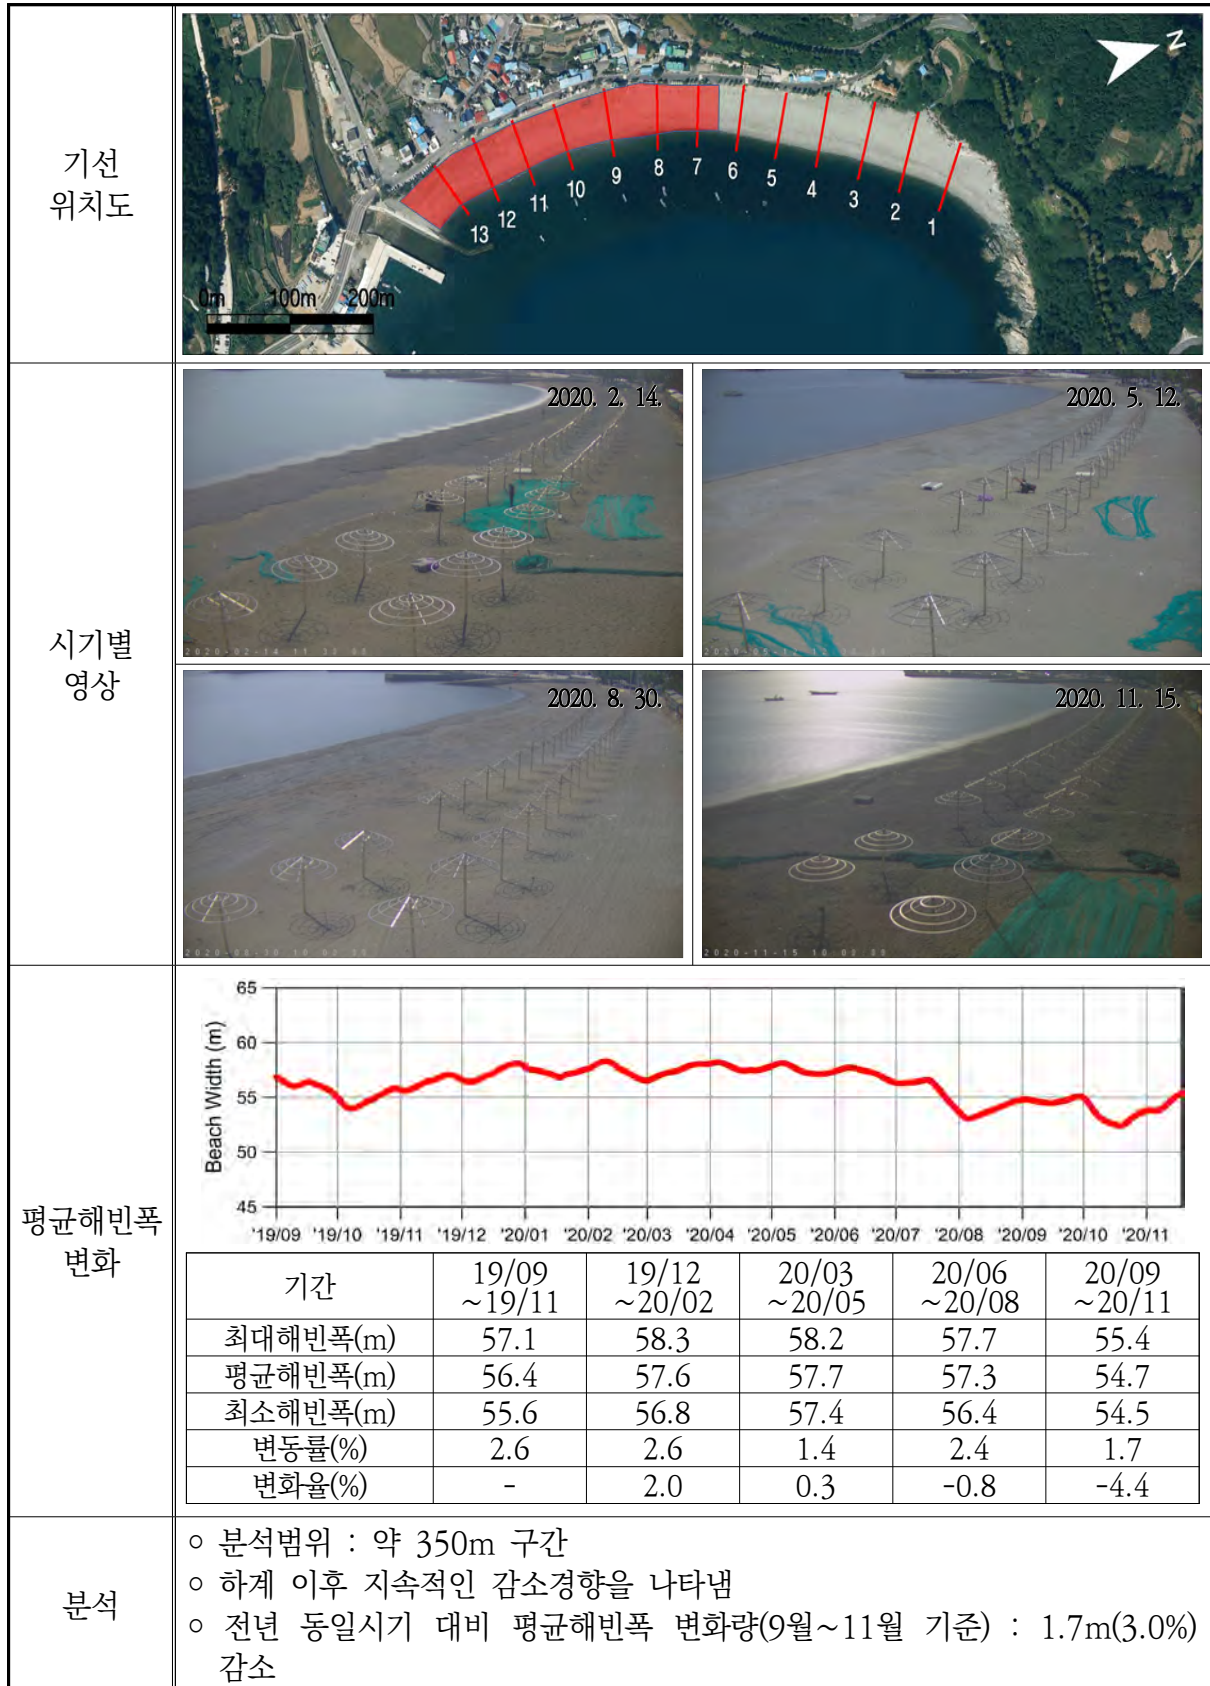 기선
위치도
N
13
12
11
10
9
8
7
6
5
4
3
2
1
0m 100m 200m
시기별
영상
2020. 2. 14.
2020-02-14 11
2020. 5. 12.
2020. 8. 30.
2020. 11. 15.
2020-11-15 10:00:00
평균해빈폭
변화
Beach Width (m)
65
60
55
50
45
'19/09 '19/10 '19/11 '19/12 '20/01 '20/02 '20/03 '20/04 '20/05 '20/06 '20/07 '20/08 '20/09 '20/10 '20/11
기간 19/09 ~19/11 19/12 ~20/02 20/03 ~20/05 20/06 ~20/08 20/09 ~20/11
최대해빈폭(m) 57.1 58.3 58.2 57.7 55.4
평균해빈폭(m) 56.4 57.6 57.7 57.3 54.7
최소해빈폭(m) 55.6 56.8 57.4 56.4 54.5
변동률(%) 2.6 2.6 1.4 2.4 1.7
변화율(%) - 2.0 0.3 -0.8 -4.4
분석
○ 분석범위 : 약 350m 구간
○ 하계 이후 지속적인 감소경향을 나타냄
○ 전년 동일시기 대비 평균해빈폭 변화량(9월~11월 기준) : 1.7m(3.0%)
감소